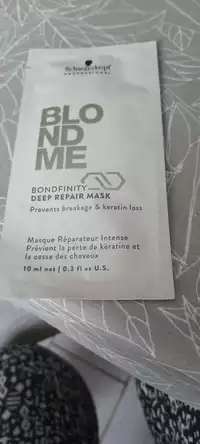 Schwarzkopf
PROFESSIONAL
BLO
ND
ME
BONDFINITY
DEEP REPAIR MASK
Prevents breakage & keratin loss
Masque Réparateur Intense
Prévient la perte de kératine et
la casse des cheveux
10 ml net | 0.3 fl oz U.S.